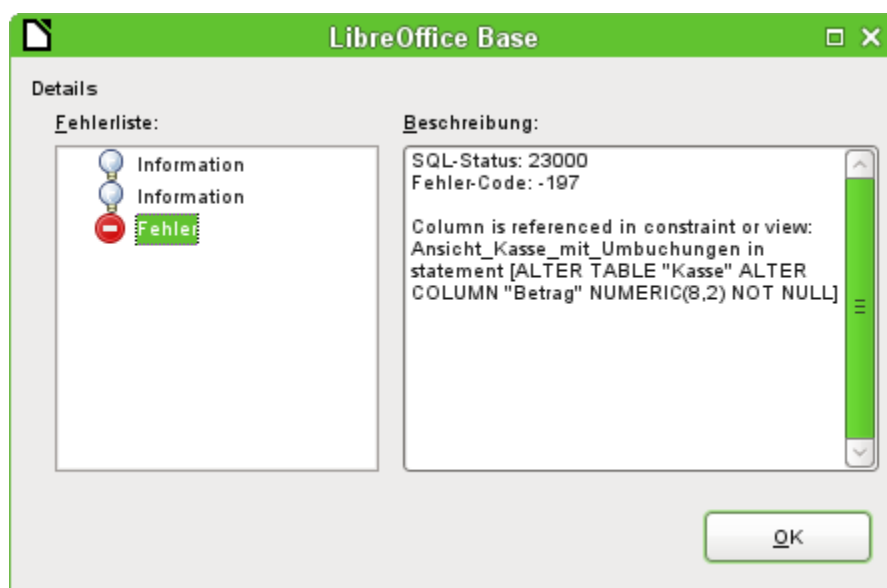 LibreOffice Base
Details
Fehlerliste:
Beschreibung:
Information
Information
Fehler
SQL-Status: 23000
Fehler-Code: -197
Column is referenced in constraint or view:
Ansicht_Kasse_mit_Umbuchungen in
statement [ALTER TABLE "Kasse" ALTER
COLUMN "Betrag" NUMERIC(8,2) NOT NULL]
OK